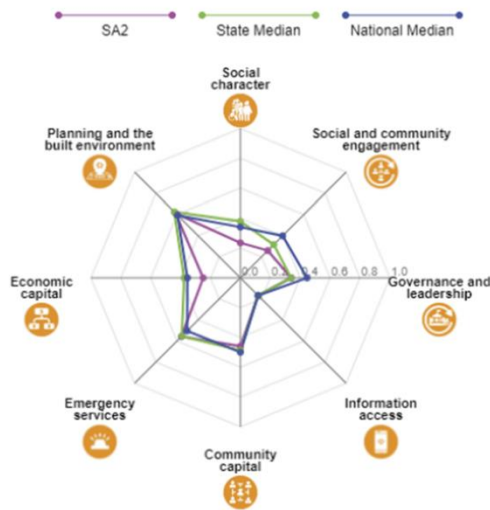 SA2
State Median
National Median
Social
character
Planning and the
built environment
Social and community
engagement
0.0 0.2 0.4 0.6 0.8 1.0
Economic
capital
Governance and
leadership
Emergency
services
Information
access
Community
capital